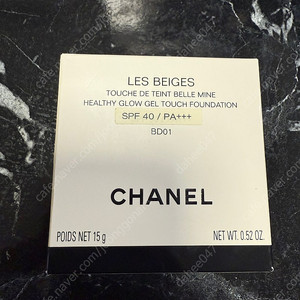 LES BEIGES
TOUCHE DE TEINT BELLE MINE
HEALTHY GLOW GEL TOUCH FOUNDATION
SPF 40 / PA+++
BD01
CHANEL
POIDS NET 15 g
NET WT. 0.52 OZ.